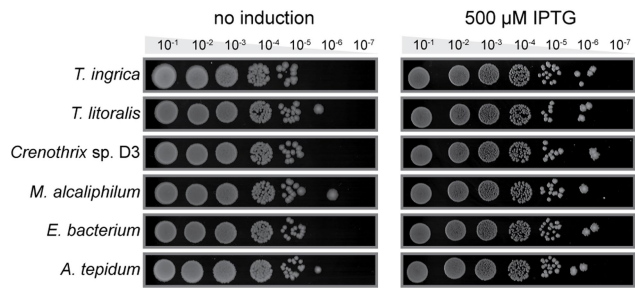 no induction 500 µM IPTG
10-1 10-2 10-3 10-4 10-5 10-6 10-7 10-1 10-2 10-3 10-4 10-5 10-6 10-7
T. ingrica
T. litoralis
Crenothrix sp. D3
M. alcaliphilum
E. bacterium
A. tepidum